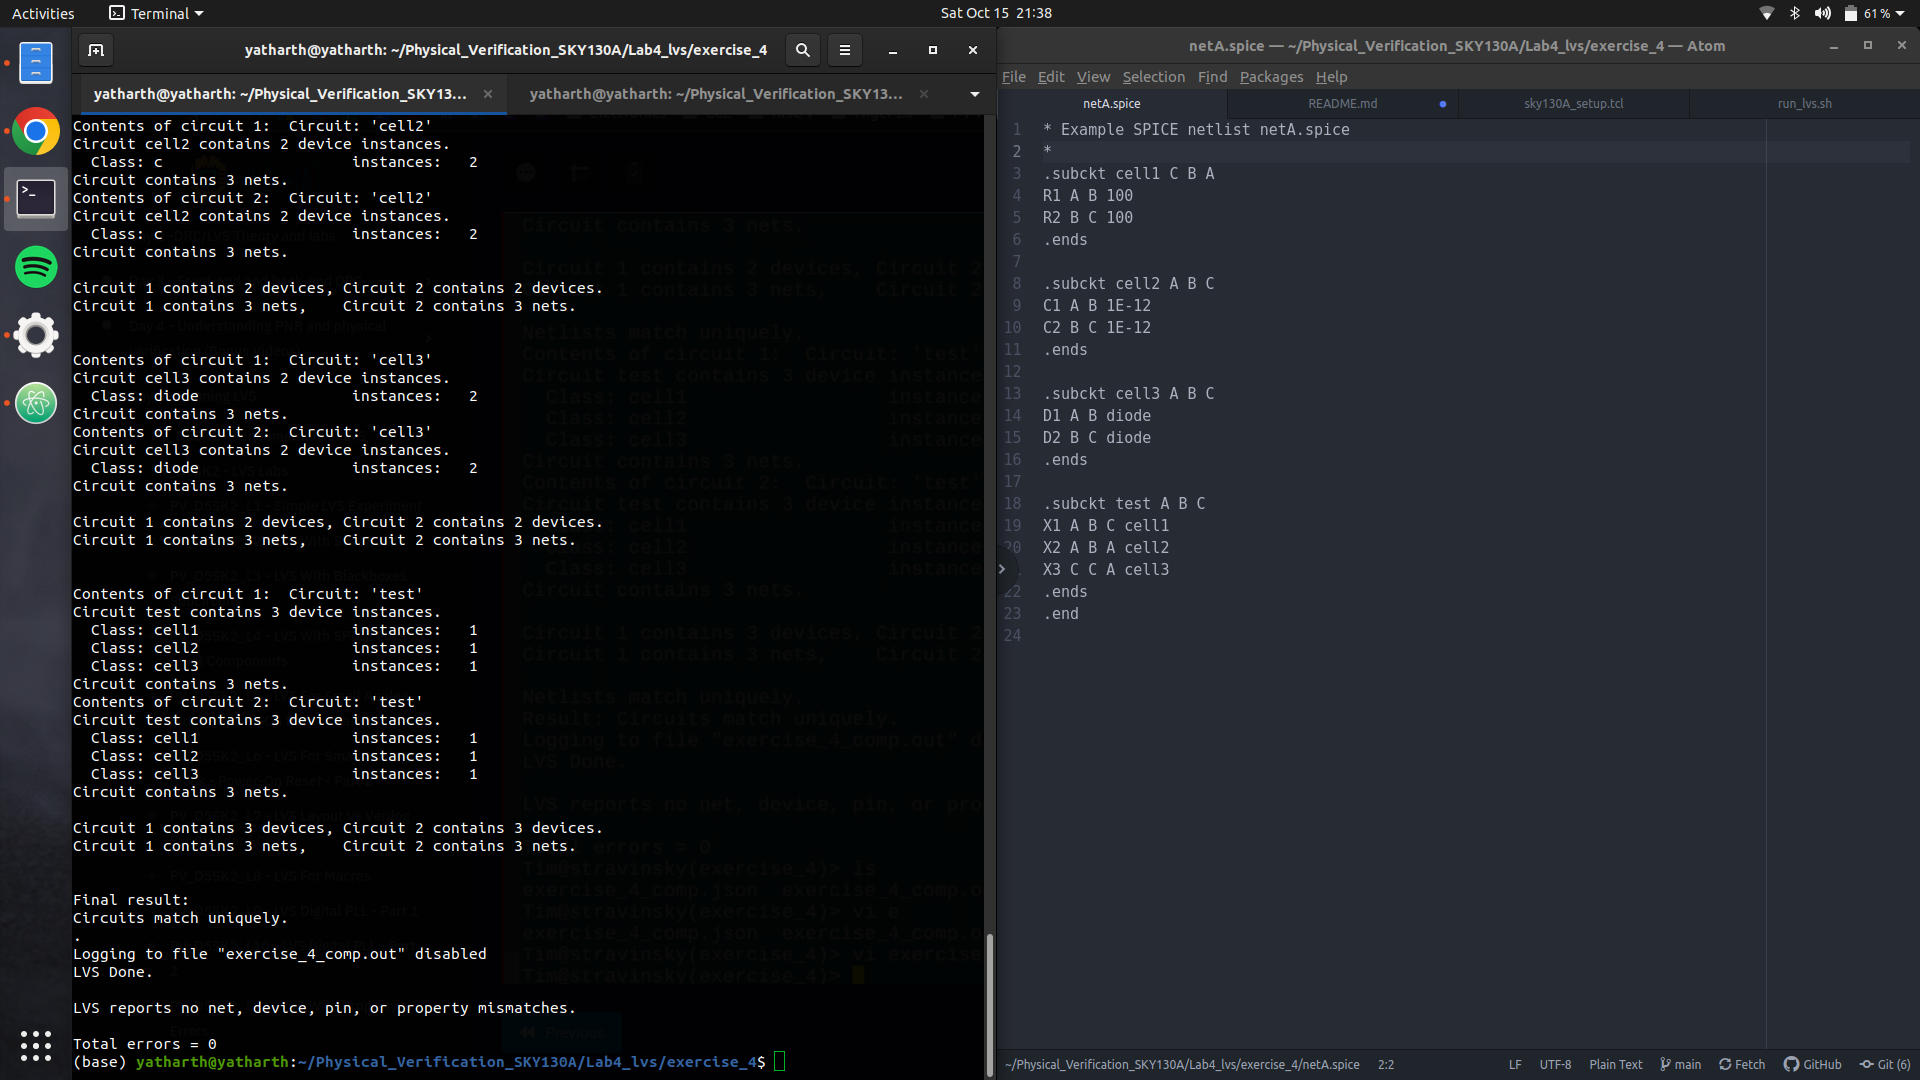 Activities
Terminal
Sat Oct 15 21:38
61 %
yatharth@yatharth: ~/Physical_Verification_SKY130A/Lab4_lvs/exercise_4
yatharth@yatharth: ~/Physical_Verification_SKY13...
yatharth@yatharth: ~/Physical_Verification_SKY13...
Contents of circuit 1:  Circuit: 'cell2'
Circuit cell2 contains 2 device instances.
  Class: c                     instances:   2
Circuit contains 3 nets.
Contents of circuit 2:  Circuit: 'cell2'
Circuit cell2 contains 2 device instances.
  Class: c                     instances:   2
Circuit contains 3 nets.
Circuit 1 contains 2 devices, Circuit 2 contains 2 devices.
Circuit 1 contains 3 nets,    Circuit 2 contains 3 nets.
Contents of circuit 1:  Circuit: 'cell3'
Circuit cell3 contains 2 device instances.
  Class: diode                 instances:   2
Circuit contains 3 nets.
Contents of circuit 2:  Circuit: 'cell3'
Circuit cell3 contains 2 device instances.
  Class: diode                 instances:   2
Circuit contains 3 nets.
Circuit 1 contains 2 devices, Circuit 2 contains 2 devices.
Circuit 1 contains 3 nets,    Circuit 2 contains 3 nets.
Contents of circuit 1:  Circuit: 'test'
Circuit test contains 3 device instances.
  Class: cell1                 instances:   1
  Class: cell2                 instances:   1
  Class: cell3                 instances:   1
Circuit contains 3 nets.
Contents of circuit 2:  Circuit: 'test'
Circuit test contains 3 device instances.
  Class: cell1                 instances:   1
  Class: cell2                 instances:   1
  Class: cell3                 instances:   1
Circuit contains 3 nets.
Circuit 1 contains 3 devices, Circuit 2 contains 3 devices.
Circuit 1 contains 3 nets,    Circuit 2 contains 3 nets.
Final result:
Circuits match uniquely.
.
Logging to file "exercise_4_comp.out" disabled
LVS Done.
LVS reports no net, device, pin, or property mismatches.
Total errors = 0
(base) yatharth@yatharth:~/Physical_Verification_SKY130A/Lab4_lvs/exercise_4$
netA.spice — ~/Physical_Verification_SKY130A/Lab4_lvs/exercise_4 — Atom
File Edit View Selection Find Packages Help
netA.spice
README.md
sky130A_setup.tcl
run_lvs.sh
1 * Example SPICE netlist netA.spice
2 *
3 .subckt cell1 C B A
4 R1 A B 100
5 R2 B C 100
6 .ends
7
8 .subckt cell2 A B C
9 C1 A B 1E-12
10 C2 B C 1E-12
11 .ends
12
13 .subckt cell3 A B C
14 D1 A B diode
15 D2 B C diode
16 .ends
17
18 .subckt test A B C
19 X1 A B C cell1
20 X2 A B A cell2
X3 C C A cell3
22 .ends
23 .end
24
~/Physical_Verification_SKY130A/Lab4_lvs/exercise_4/netA.spice 2:2
LF UTF-8 Plain Text main Fetch GitHub Git (6)